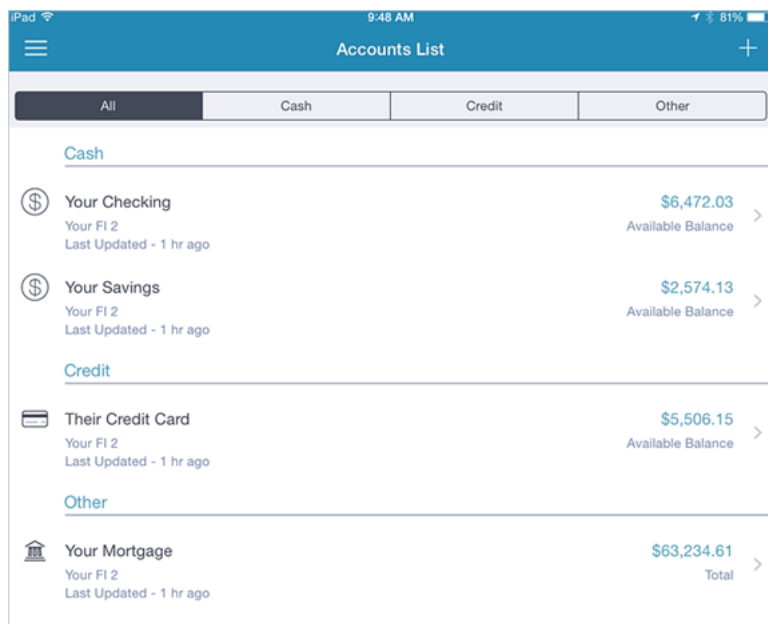 iPad 9:48 AM 81%
Accounts List
All Cash Credit Other
Cash
Your Checking $6,472.03
Your FI 2 Available Balance
Last Updated - 1 hr ago
Your Savings $2,574.13
Your FI 2 Available Balance
Last Updated - 1 hr ago
Credit
Their Credit Card $5,506.15
Your FI 2 Available Balance
Last Updated - 1 hr ago
Other
Your Mortgage $63,234.61
Your FI 2 Total
Last Updated - 1 hr ago